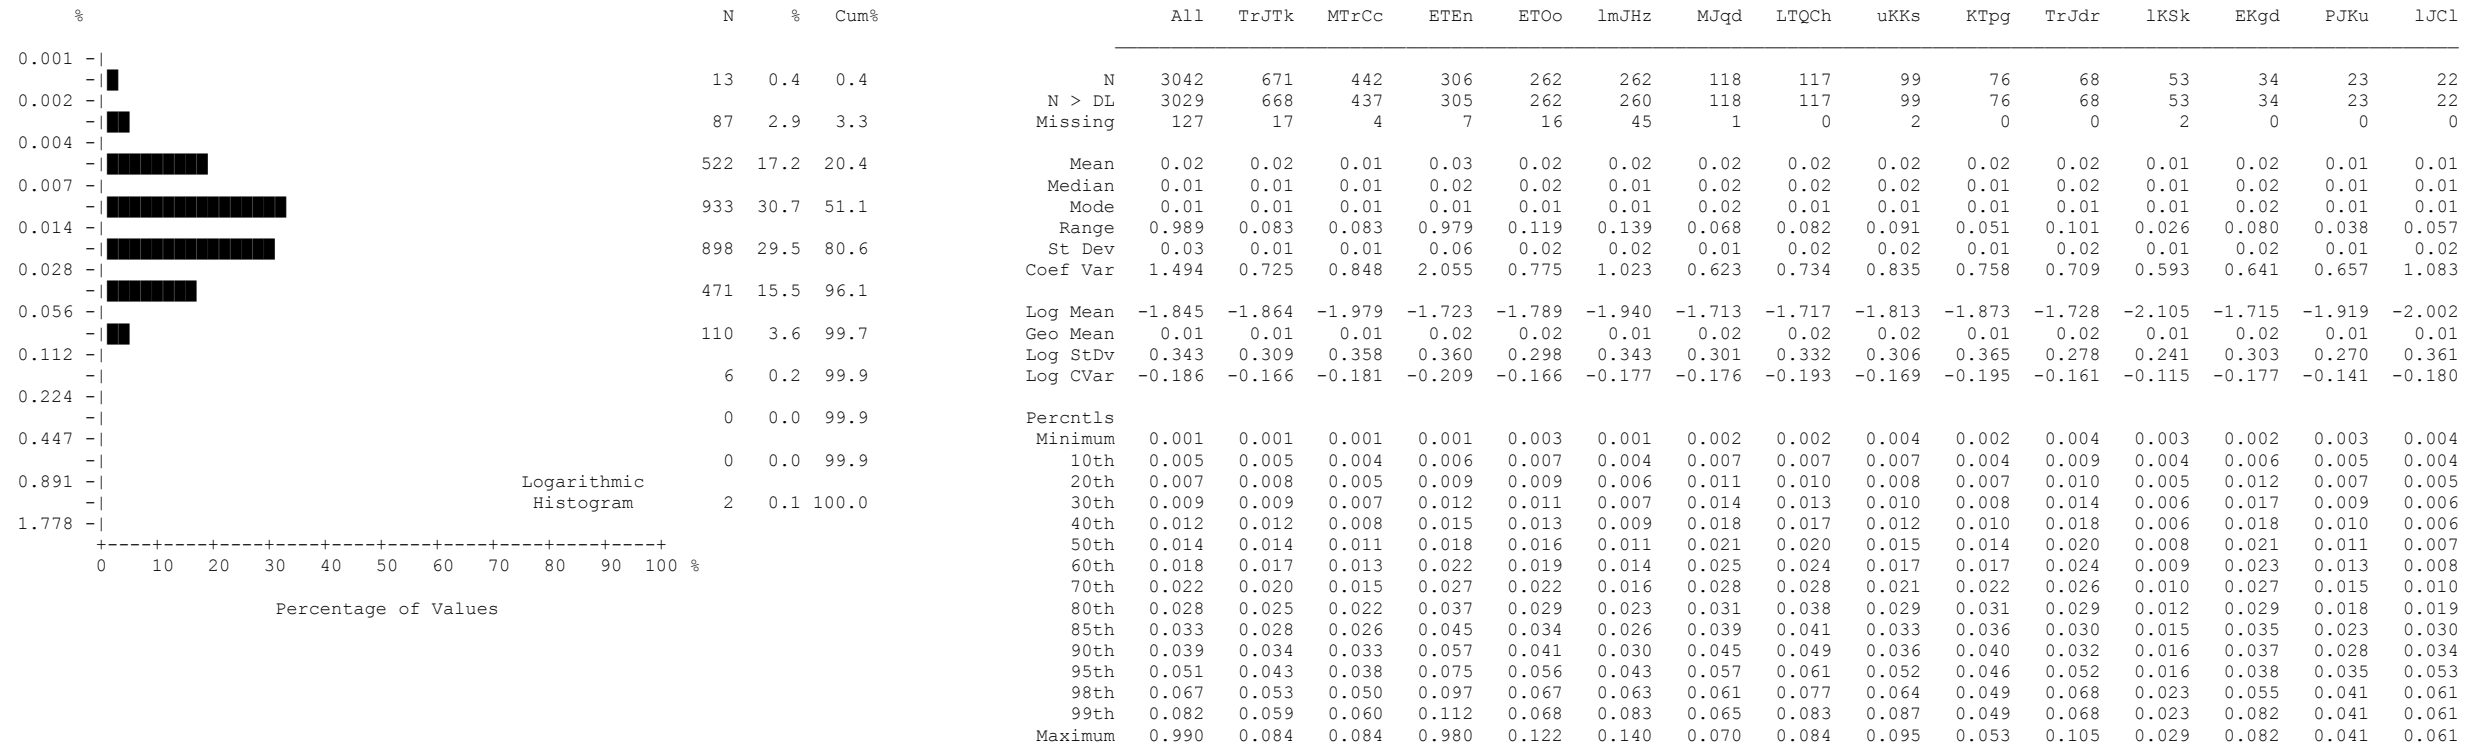 % N % Cum% All TrJTk MTrCc ETEn ETOo lmJHz MJqd LTQCh uKKs KTpg TrJdr lKSk EKgd PJKu lJCl
0.001 -|
-| 13 0.4 0.4 N 3042 671 442 306 262 262 118 117 99 76 68 53 34 23 22
0.002 -| N > DL 3029 668 437 305 262 260 118 117 99 76 68 53 34 23 22
-| 87 2.9 3.3 Missing 127 17 4 7 16 45 1 0 2 0 0 2 0 0 0
0.004 -|
-| 522 17.2 20.4 Mean 0.02 0.02 0.01 0.03 0.02 0.02 0.02 0.02 0.02 0.02 0.02 0.01 0.02 0.01 0.01
0.007 -| Median 0.01 0.01 0.01 0.02 0.02 0.01 0.02 0.02 0.02 0.01 0.02 0.01 0.02 0.01 0.01
-| 933 30.7 51.1 Mode 0.01 0.01 0.01 0.01 0.01 0.01 0.02 0.01 0.01 0.01 0.01 0.01 0.02 0.01 0.01
0.014 -| Range 0.989 0.083 0.083 0.979 0.119 0.139 0.068 0.082 0.091 0.051 0.101 0.026 0.080 0.038 0.057
-| 898 29.5 80.6 St Dev 0.03 0.01 0.01 0.06 0.02 0.02 0.01 0.02 0.02 0.02 0.02 0.01 0.02 0.01 0.02
0.028 -| Coef Var 1.494 0.725 0.848 2.055 0.775 1.023 0.623 0.734 0.835 0.758 0.709 0.593 0.641 0.657 1.083
-| 471 15.5 96.1
0.056 -| Log Mean -1.845 -1.864 -1.979 -1.723 -1.789 -1.940 -1.713 -1.717 -1.813 -1.873 -1.728 -2.105 -1.715 -1.919 -2.002
-| 110 3.6 99.7 Geo Mean 0.01 0.01 0.01 0.02 0.02 0.01 0.02 0.02 0.02 0.01 0.02 0.01 0.02 0.01 0.01
0.112 -| Log StDv 0.343 0.309 0.358 0.360 0.298 0.343 0.301 0.332 0.306 0.365 0.278 0.241 0.303 0.270 0.361
-| 6 0.2 99.9 Log CVar -0.186 -0.166 -0.181 -0.209 -0.166 -0.177 -0.176 -0.193 -0.169 -0.195 -0.161 -0.115 -0.177 -0.141 -0.180
0.224 -|
-| 0 0.0 99.9 Percntls
0.447 -| Minimum 0.001 0.001 0.001 0.001 0.003 0.001 0.002 0.002 0.004 0.002 0.004 0.003 0.002 0.003 0.004
-| 0 0.0 99.9 10th 0.005 0.005 0.004 0.006 0.007 0.004 0.007 0.007 0.007 0.004 0.009 0.004 0.006 0.005 0.004
0.891 -| Logarithmic 20th 0.007 0.008 0.005 0.009 0.009 0.006 0.011 0.010 0.008 0.007 0.010 0.005 0.012 0.007 0.005
-| Histogram 2 0.1 100.0 30th 0.009 0.009 0.007 0.012 0.011 0.007 0.014 0.013 0.010 0.008 0.014 0.006 0.017 0.009 0.006
1.778 -| 40th 0.012 0.012 0.008 0.015 0.013 0.009 0.018 0.017 0.012 0.010 0.018 0.006 0.018 0.010 0.006
50th 0.014 0.014 0.011 0.018 0.016 0.011 0.021 0.020 0.015 0.014 0.020 0.008 0.021 0.011 0.007
0 10 20 30 40 50 60 70 80 90 100 % 60th 0.018 0.017 0.013 0.022 0.019 0.014 0.025 0.024 0.017 0.017 0.024 0.009 0.023 0.013 0.008
70th 0.022 0.020 0.015 0.027 0.022 0.016 0.028 0.028 0.021 0.022 0.026 0.010 0.027 0.015 0.010
Percentage of Values 80th 0.028 0.025 0.022 0.037 0.029 0.023 0.031 0.038 0.029 0.031 0.029 0.012 0.029 0.018 0.019
85th 0.033 0.028 0.026 0.045 0.034 0.026 0.039 0.041 0.033 0.036 0.030 0.015 0.035 0.023 0.030
90th 0.039 0.034 0.033 0.057 0.041 0.030 0.045 0.049 0.036 0.040 0.032 0.016 0.037 0.028 0.034
95th 0.051 0.043 0.038 0.075 0.056 0.043 0.057 0.061 0.052 0.046 0.052 0.016 0.038 0.035 0.053
98th 0.067 0.053 0.050 0.097 0.067 0.063 0.061 0.077 0.064 0.049 0.068 0.023 0.055 0.041 0.061
99th 0.082 0.059 0.060 0.112 0.068 0.083 0.065 0.083 0.087 0.049 0.068 0.023 0.082 0.041 0.061
Maximum 0.990 0.084 0.084 0.980 0.122 0.140 0.070 0.084 0.095 0.053 0.105 0.029 0.082 0.041 0.061